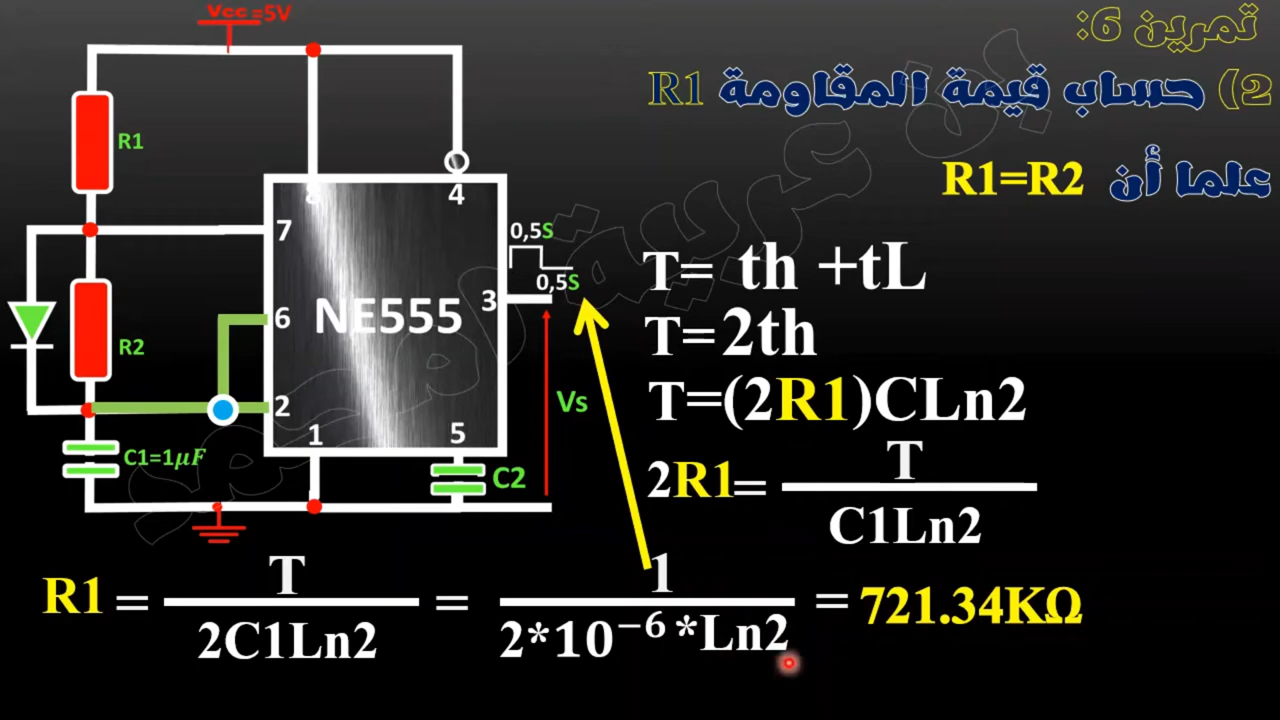 تمرين 6:
2) حساب قيمة المقاومة R1
علما أن R1=R2
Vcc=5V
R1
R2
C1=1μF
8
4
7
6
2
1
5
3
NE555
0,5S
0,5S
Vs
C2
T= th +tL
T=2th
T=(2R1)CLn2
2R1= T
C1Ln2
R1 = T = 1 = 721.34KΩ
2C1Ln2 2*10⁻⁶*Ln2